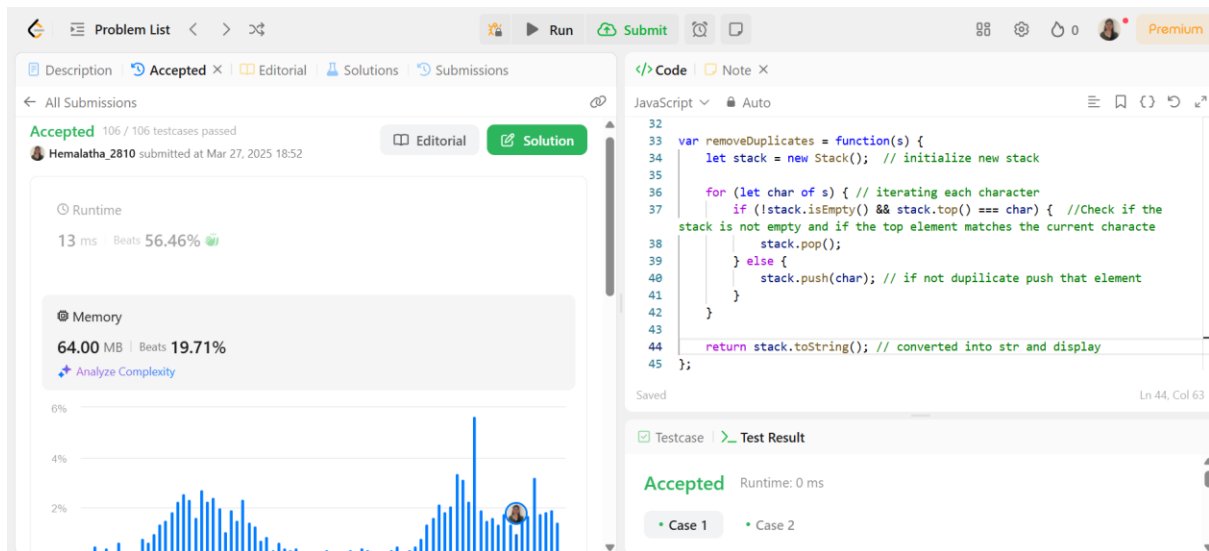 Problem List
Run
Submit
0
Premium
Description
Accepted
Editorial
Solutions
Submissions
All Submissions
Accepted 106 / 106 testcases passed
Hemalatha_2810 submitted at Mar 27, 2025 18:52
Editorial
Solution
Runtime
13 ms Beats 56.46%
Memory
64.00 MB Beats 19.71%
Analyze Complexity
6%
4%
2%
</> Code
Note
JavaScript
Auto
32
33 var removeDuplicates = function(s) {
34 let stack = new Stack(); // initialize new stack
35
36 for (let char of s) { // iterating each character
37 if (!stack.isEmpty() && stack.top() === char) { //Check if the
stack is not empty and if the top element matches the current characte
38 stack.pop();
39 } else {
40 stack.push(char); // if not dupilicate push that element
41 }
42 }
43
44 return stack.toString(); // converted into str and display
45 };
Saved
Ln 44, Col 63
Testcase
Test Result
Accepted Runtime: 0 ms
Case 1
Case 2